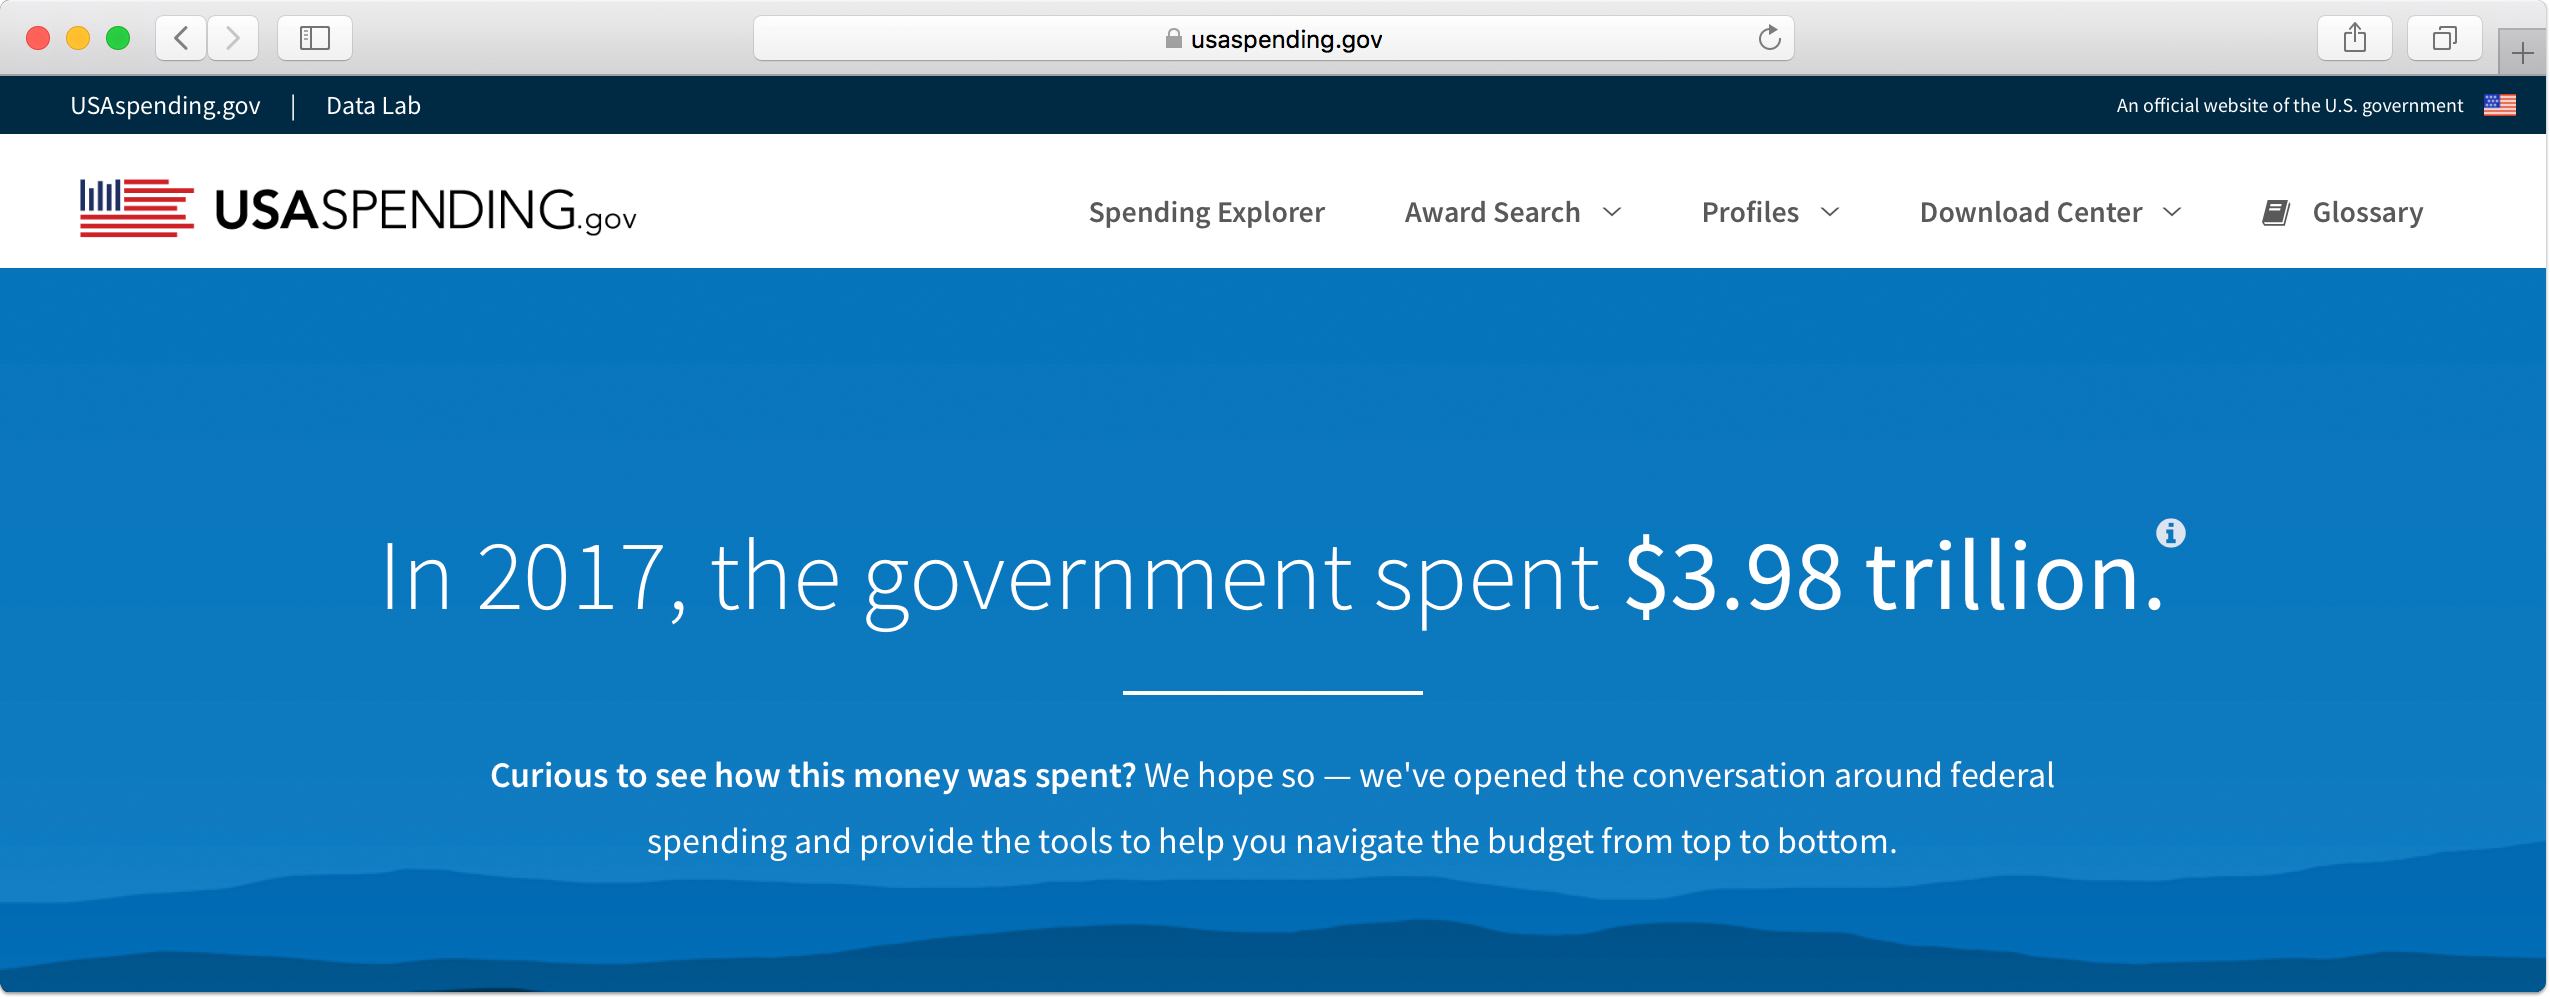 usaspending.gov
USAspending.gov | Data Lab
An official website of the U.S. government
USASPENDING.gov
Spending Explorer
Award Search
Profiles
Download Center
Glossary
In 2017, the government spent $3.98 trillion.
Curious to see how this money was spent? We hope so — we've opened the conversation around federal
spending and provide the tools to help you navigate the budget from top to bottom.